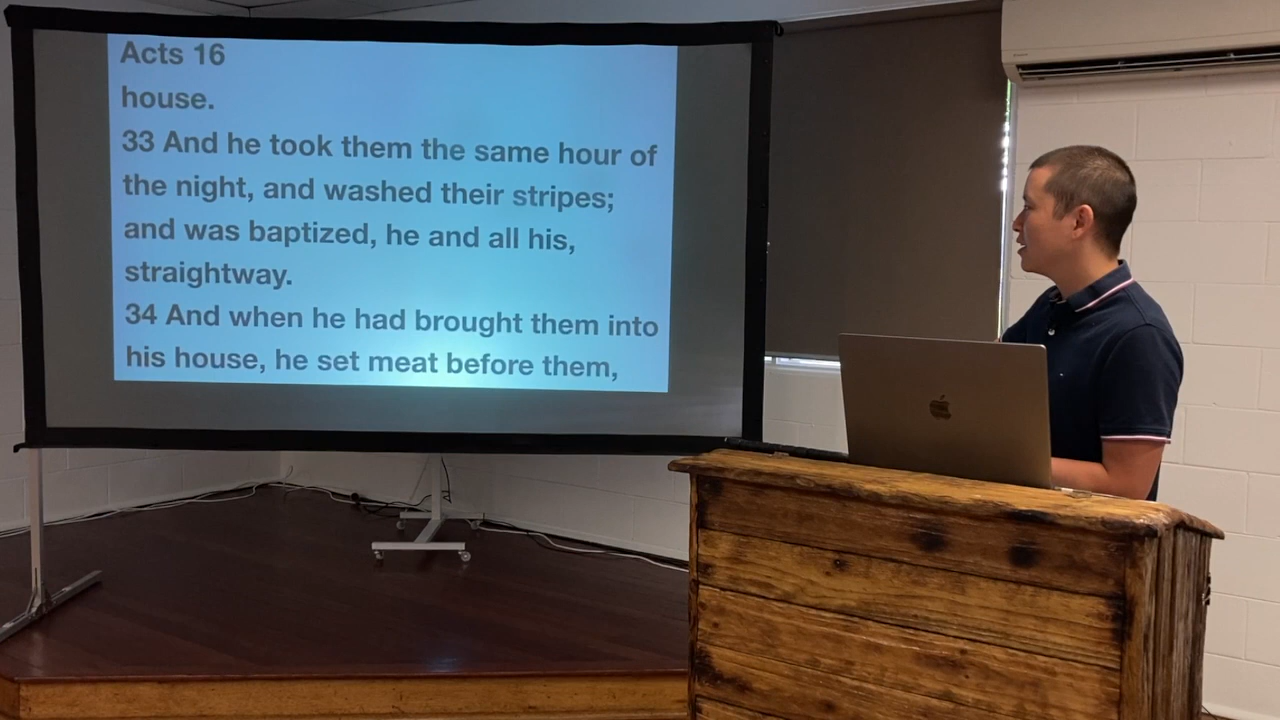 Acts 16
house.
33 And he took them the same hour of
the night, and washed their stripes;
and was baptized, he and all his,
straightway.
34 And when he had brought them into
his house, he set meat before them,